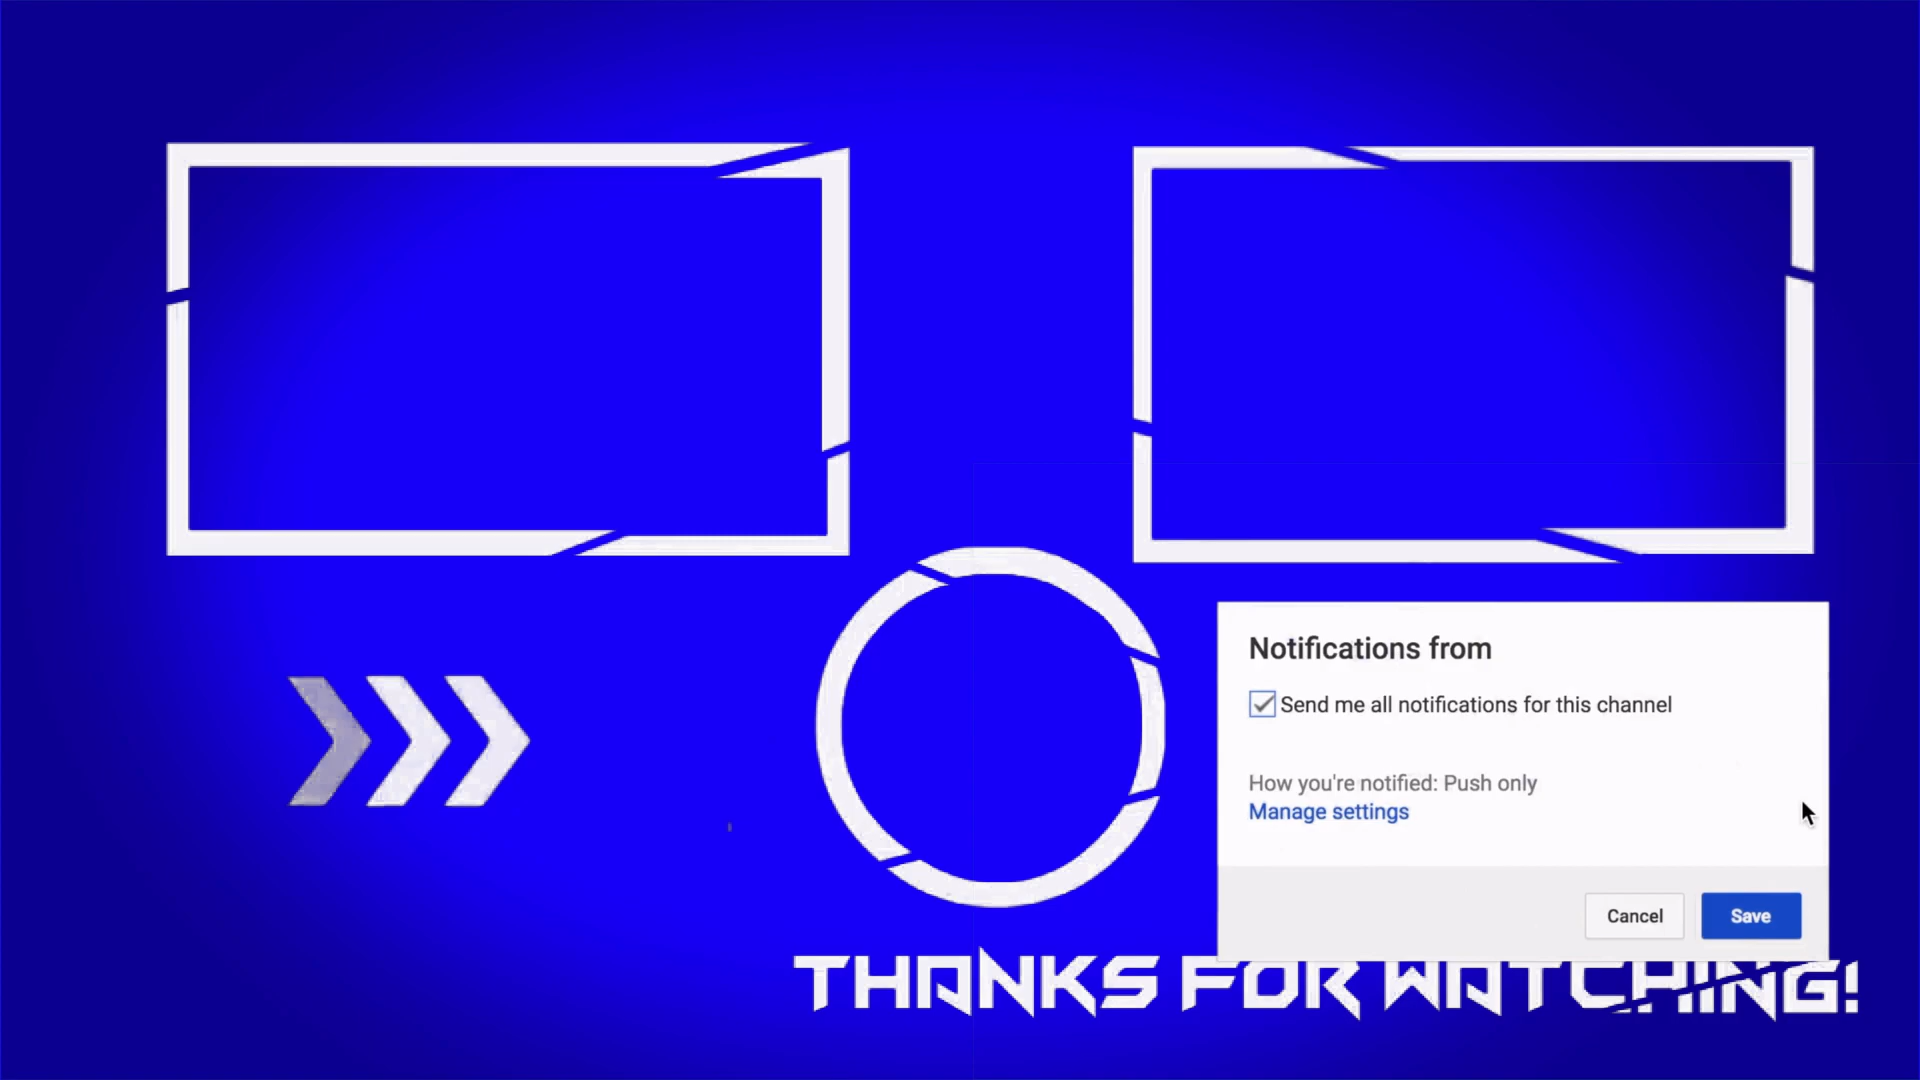 Notifications from
Send me all notifications for this channel
How you're notified: Push only
Manage settings
Cancel
Save
THANKS FOR WATCHING!